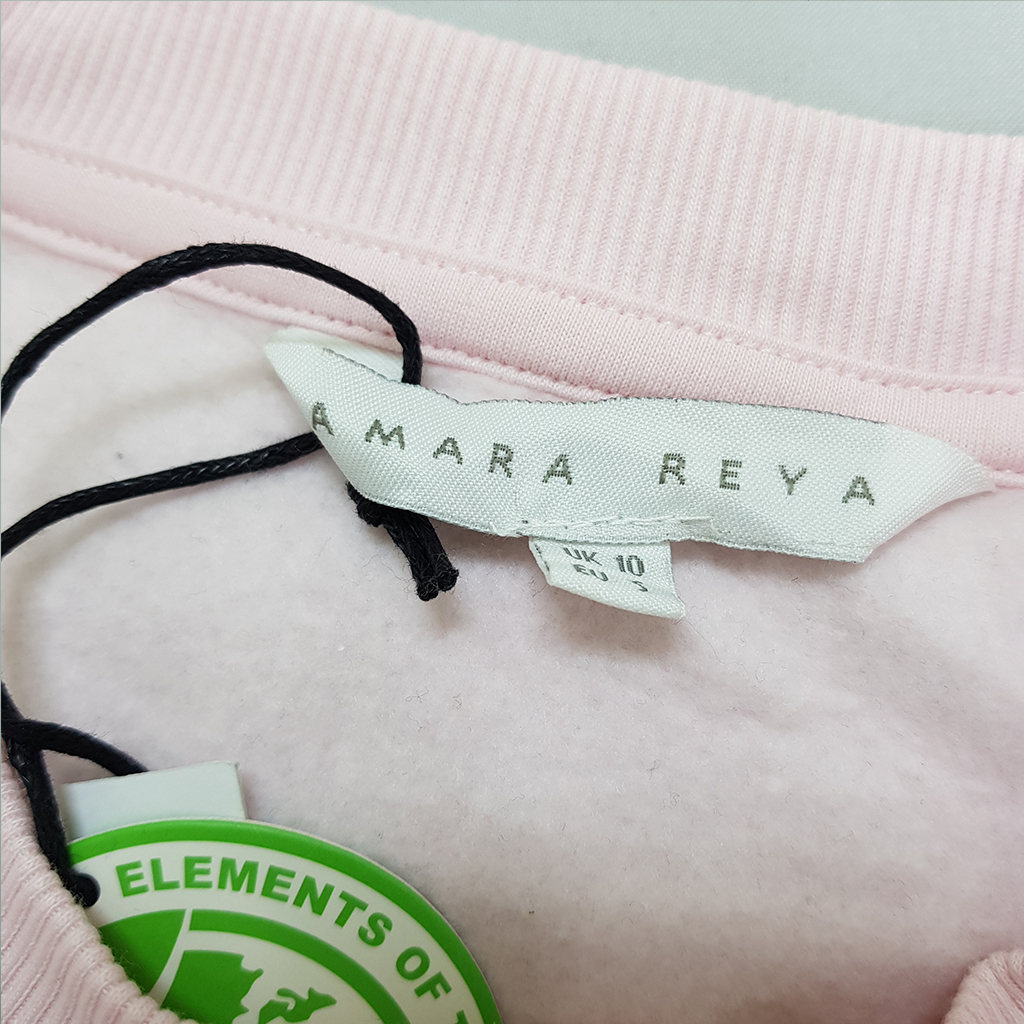 AMARA REYA
UK 10
EU S
ELEMENTS OF